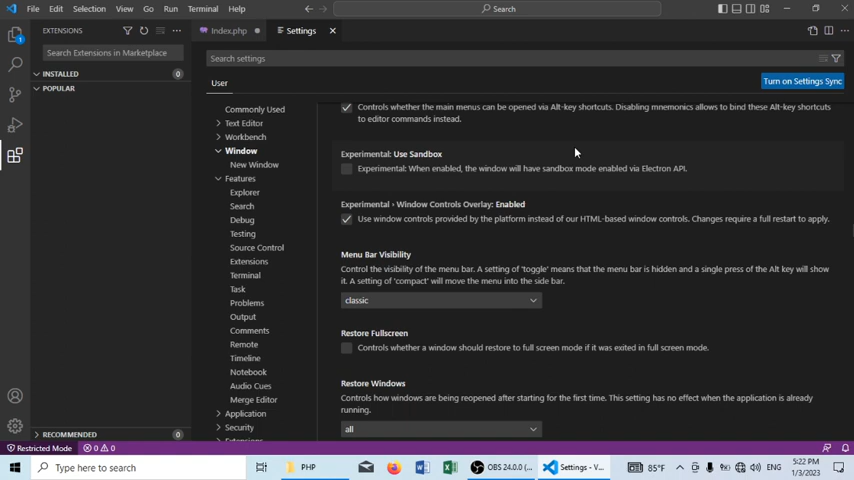 File Edit Selection View Go Run Terminal Help
Search
EXTENSIONS
Index.php
Settings
Search Extensions in Marketplace
INSTALLED
0
POPULAR
RECOMMENDED
0
Search settings
User
Turn on Settings Sync
Commonly Used
Text Editor
Workbench
Window
New Window
Features
Explorer
Search
Debug
Testing
Source Control
Extensions
Terminal
Task
Problems
Output
Comments
Remote
Timeline
Notebook
Audio Cues
Merge Editor
Application
Security
Extensions
Controls whether the main menus can be opened via Alt-key shortcuts. Disabling mnemonics allows to bind these Alt-key shortcuts
to editor commands instead.
Experimental: Use Sandbox
Experimental: When enabled, the window will have sandbox mode enabled via Electron API.
Experimental › Window Controls Overlay: Enabled
Use window controls provided by the platform instead of our HTML-based window controls. Changes require a full restart to apply.
Menu Bar Visibility
Control the visibility of the menu bar. A setting of 'toggle' means that the menu bar is hidden and a single press of the Alt key will show
it. A setting of 'compact' will move the menu into the side bar.
classic
Restore Fullscreen
Controls whether a window should restore to full screen mode if it was exited in full screen mode.
Restore Windows
Controls how windows are being reopened after starting for the first time. This setting has no effect when the application is already
running.
all
Restricted Mode
0 0
Type here to search
PHP
OBS 24.0.0 (...
Settings - V...
85°F
ENG
5:22 PM
1/3/2023